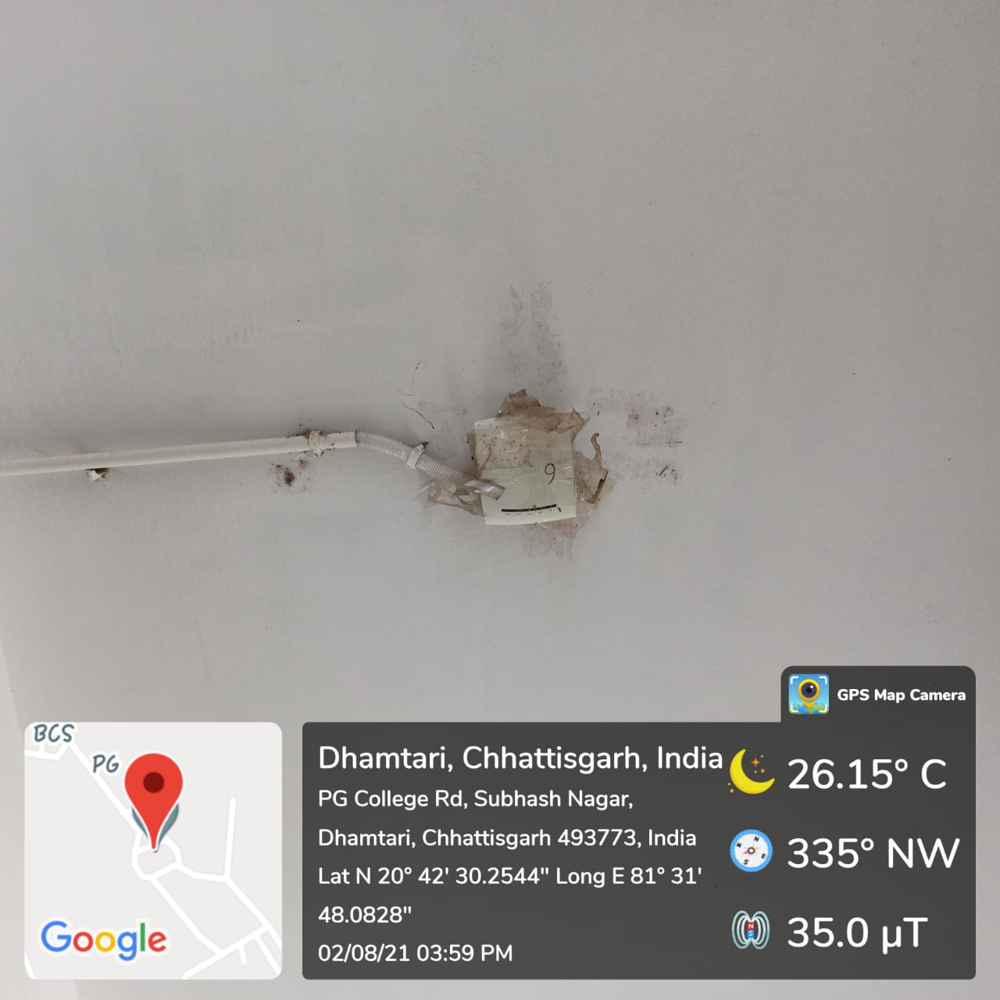 9
GPS Map Camera
BCS
PG
Google
Dhamtari, Chhattisgarh, India
PG College Rd, Subhash Nagar,
Dhamtari, Chhattisgarh 493773, India
Lat N 20° 42' 30.2544" Long E 81° 31'
48.0828"
02/08/21 03:59 PM
26.15° C
N
E
S
335° NW
N
S
35.0 µT